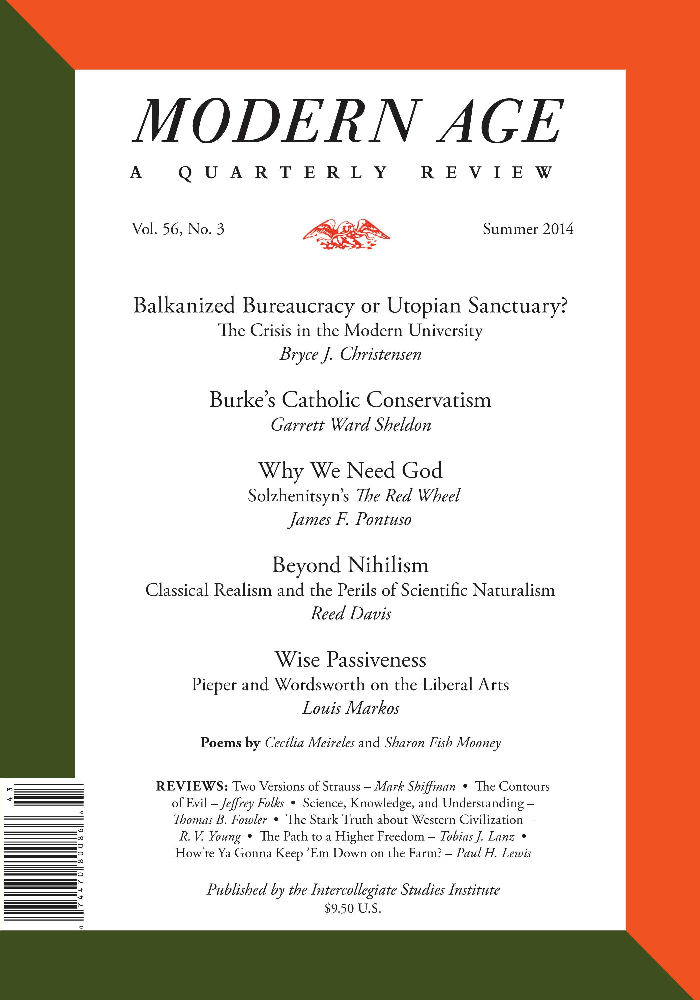 MODERN AGE
A QUARTERLY REVIEW
Vol. 56, No. 3
Summer 2014
Balkanized Bureaucracy or Utopian Sanctuary?
The Crisis in the Modern University
Bryce J. Christensen
Burke’s Catholic Conservatism
Garrett Ward Sheldon
Why We Need God
Solzhenitsyn’s The Red Wheel
James F. Pontuso
Beyond Nihilism
Classical Realism and the Perils of Scientific Naturalism
Reed Davis
Wise Passiveness
Pieper and Wordsworth on the Liberal Arts
Louis Markos
Poems by Cecília Meireles and Sharon Fish Mooney
REVIEWS: Two Versions of Strauss – Mark Shiffman • The Contours
of Evil – Jeffrey Folks • Science, Knowledge, and Understanding –
Thomas B. Fowler • The Stark Truth about Western Civilization –
R. V. Young • The Path to a Higher Freedom – Tobias J. Lanz •
How’re Ya Gonna Keep ’Em Down on the Farm? – Paul H. Lewis
Published by the Intercollegiate Studies Institute
$9.50 U.S.
0 74470 80086 6
43